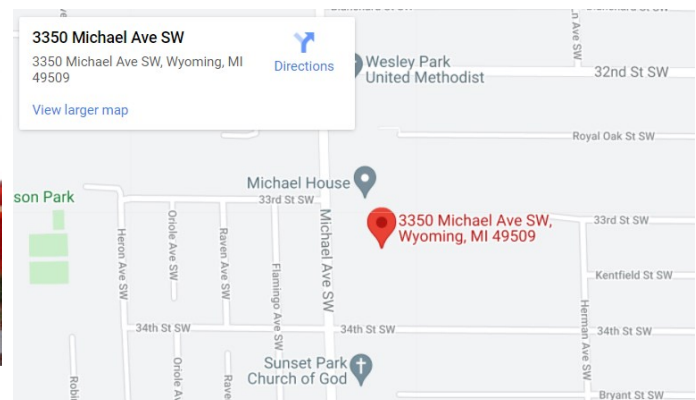 3350 Michael Ave SW
3350 Michael Ave SW, Wyoming, MI
49509
Directions
View larger map
Wesley Park
United Methodist
32nd St SW
Royal Oak St SW
Michael House
33rd St SW
son Park
3350 Michael Ave SW,
Wyoming, MI 49509
33rd St SW
Oriole Ave SW
Heron Ave SW
Raven Ave SW
Flamingo Ave SW
Michael Ave SW
Kentfield St SW
34th St SW
34th St SW
34th St SW
Herman Ave SW
Sunset Park
Church of God
Bryant St SW